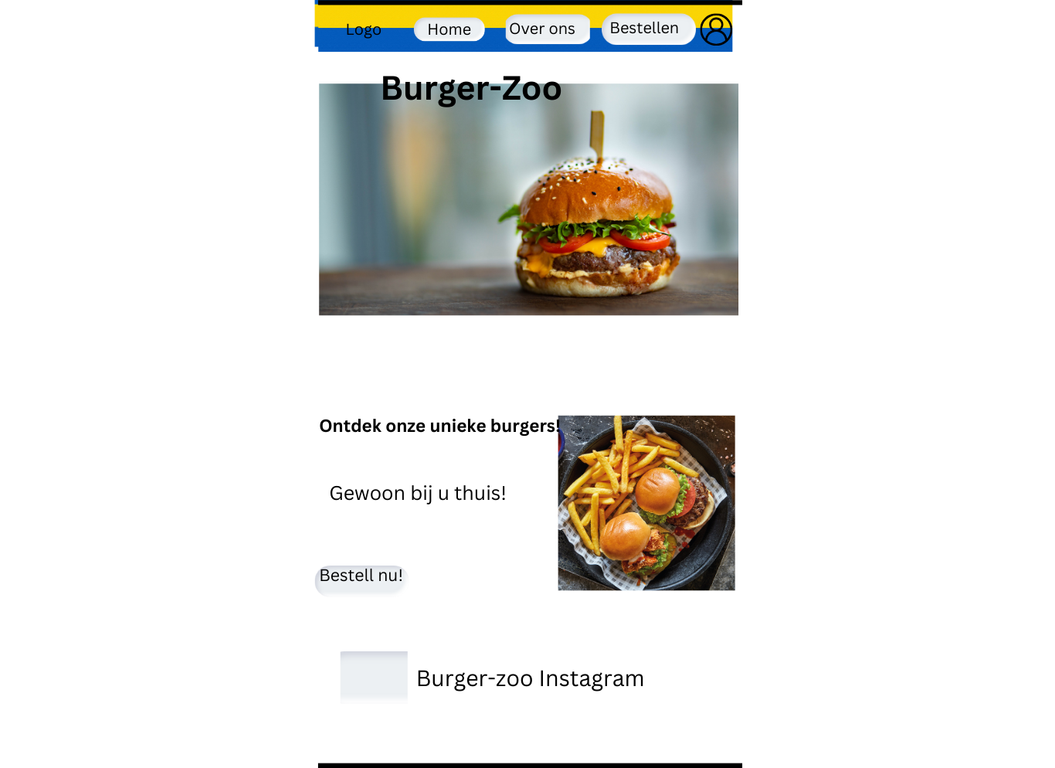 Logo
Home
Over ons
Bestellen
Burger-Zoo
Ontdek onze unieke burgers!
Gewoon bij u thuis!
Bestell nu!
Burger-zoo Instagram